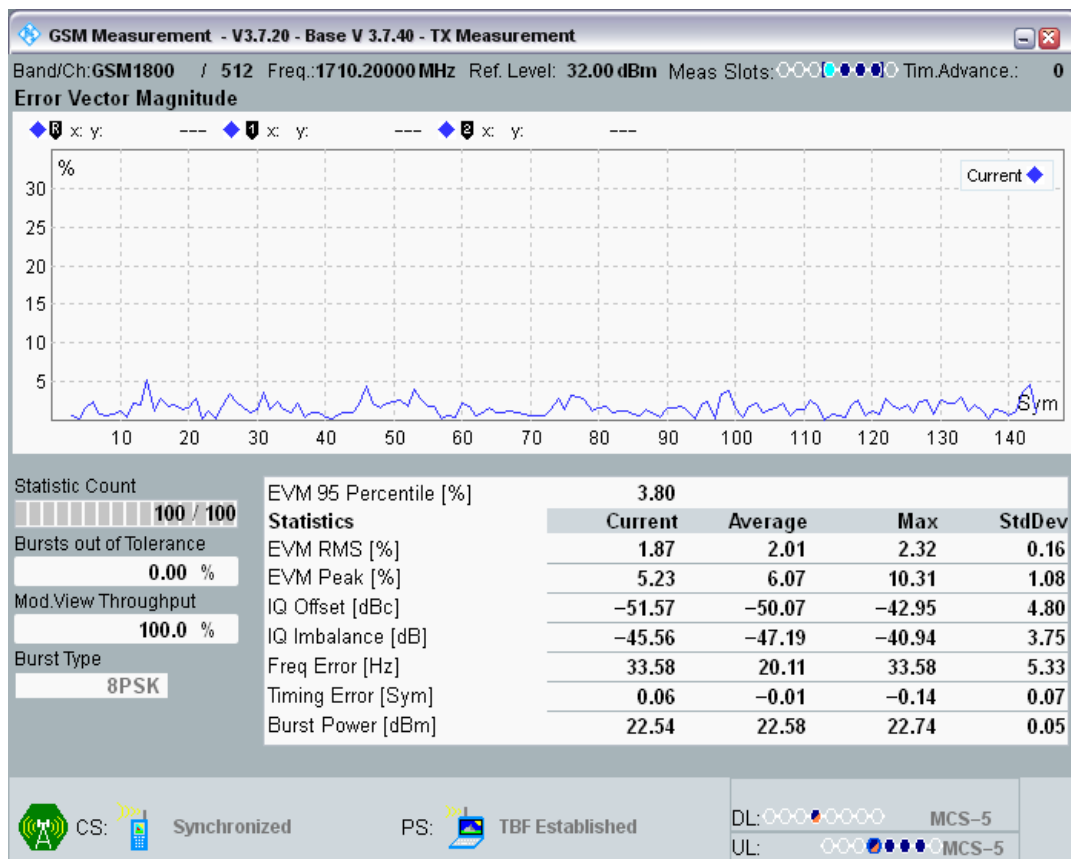 GSM Measurement - V3.7.20 - Base V 3.7.40 - TX Measurement
Band/Ch:GSM1800 / 512 Freq.:1710.20000 MHz Ref. Level: 32.00 dBm Meas Slots: Tim.Advance.: 0
Error Vector Magnitude
R x: y: --- 1 x: y: --- 2 x: y: ---
%
Current
30
25
20
15
10
5
Sym
10 20 30 40 50 60 70 80 90 100 110 120 130 140
Statistic Count
100 / 100
Bursts out of Tolerance
0.00 %
Mod.View Throughput
100.0 %
Burst Type
8PSK
EVM 95 Percentile [%] 3.80
Statistics Current Average Max StdDev
EVM RMS [%] 1.87 2.01 2.32 0.16
EVM Peak [%] 5.23 6.07 10.31 1.08
IQ Offset [dBc] −51.57 −50.07 −42.95 4.80
IQ Imbalance [dB] −45.56 −47.19 −40.94 3.75
Freq Error [Hz] 33.58 20.11 33.58 5.33
Timing Error [Sym] 0.06 −0.01 −0.14 0.07
Burst Power [dBm] 22.54 22.58 22.74 0.05
CS: Synchronized PS: TBF Established
DL: MCS−5
UL: MCS−5